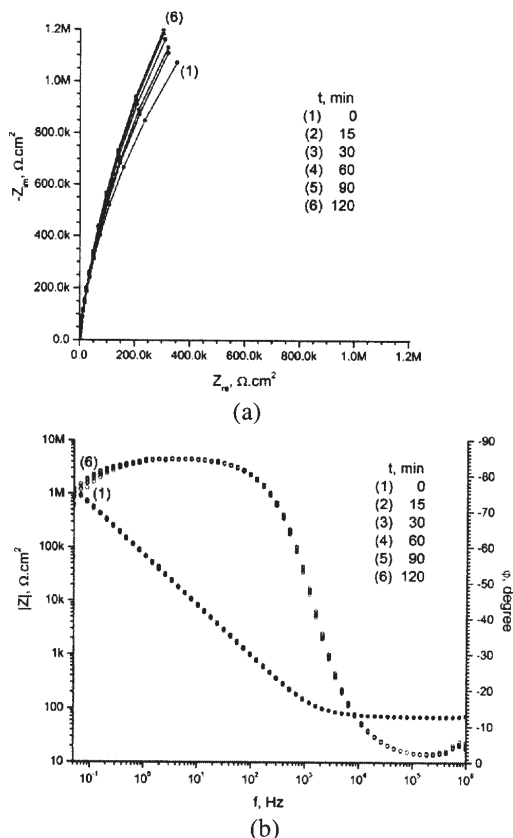 1.2M
1.0M
800.0k
600.0k
400.0k
200.0k
0.0
-Z_im, Ω.cm²
(6)
(1)
t, min
(1) 0
(2) 15
(3) 30
(4) 60
(5) 90
(6) 120
0.0 200.0k 400.0k 600.0k 800.0k 1.0M 1.2M
Z_re, Ω.cm²
(a)
10M
1M
100k
10k
1k
100
10
|Z|, Ω.cm²
(6)
(1)
t, min
(1) 0
(2) 15
(3) 30
(4) 60
(5) 90
(6) 120
-90
-80
-70
-60
-50
-40
-30
-20
-10
0
φ, degree
10⁻¹ 10⁰ 10¹ 10² 10³ 10⁴ 10⁵ 10⁶
f, Hz
(b)